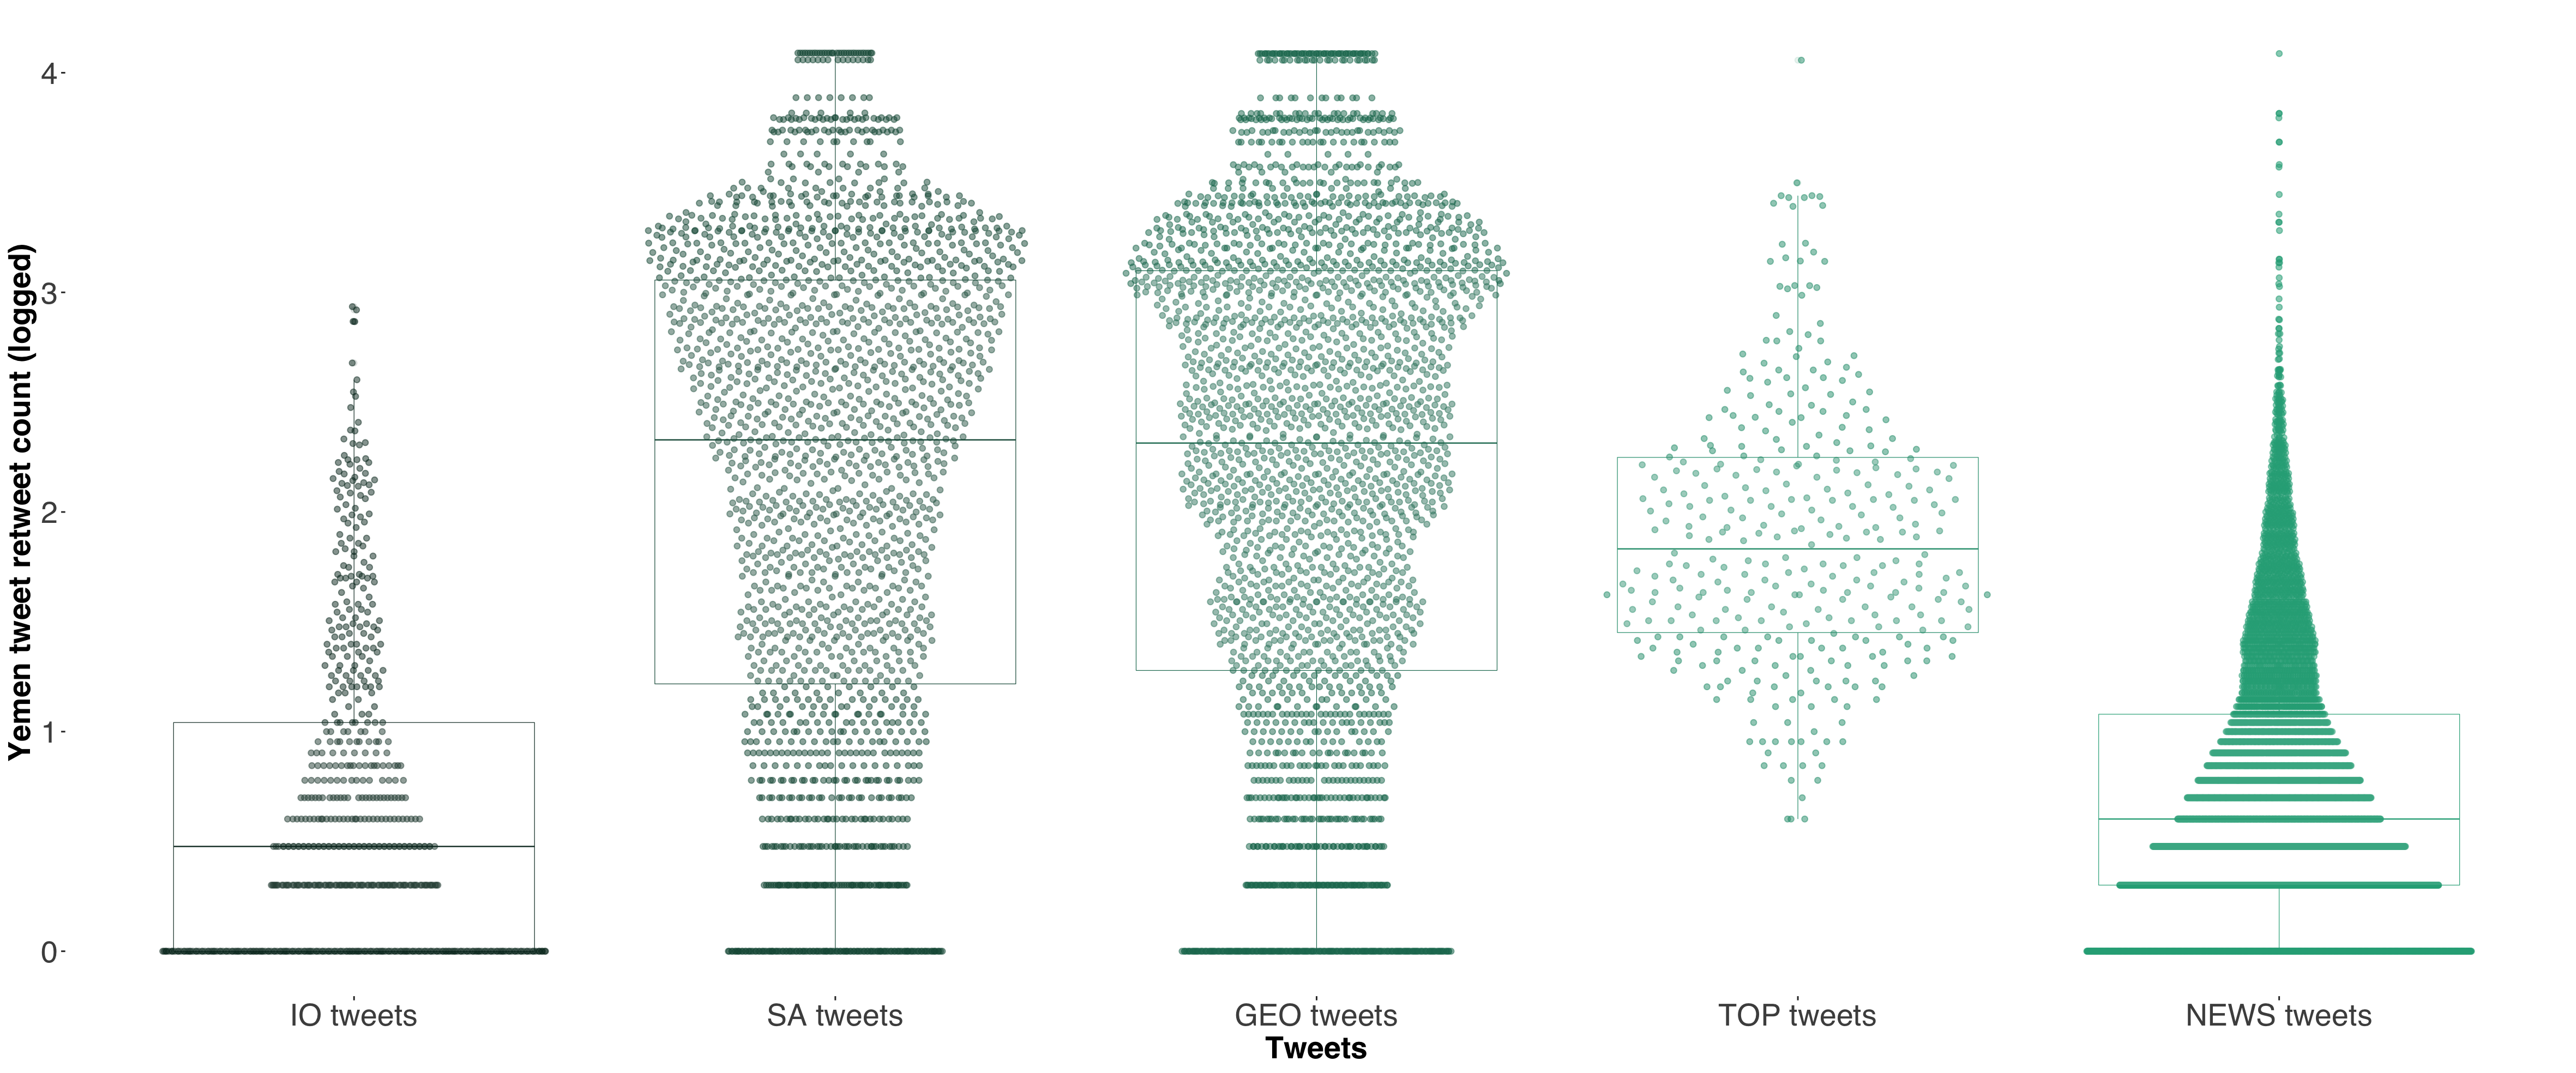 Yemen tweet retweet count (logged)
4
3
2
1
0
IO tweets
SA tweets
GEO tweets
TOP tweets
NEWS tweets
Tweets